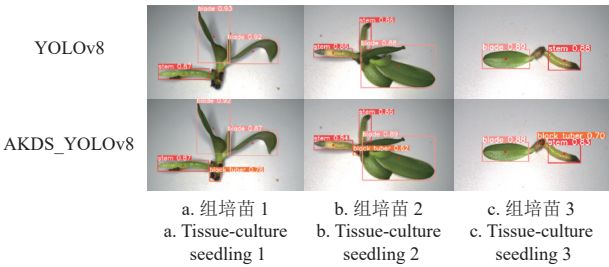 YOLOv8
blade 0.93
blade 0.92
stem 0.87
stem 0.86
blade 0.88
stem 0.86
blade 0.89
stem 0.88
AKDS_YOLOv8
blade 0.92
blade 0.87
stem 0.87
block tuber 0.78
stem 0.86
stem 0.84
blade 0.89
block tuber 0.62
block tuber 0.70
blade 0.88
stem 0.83
a. 组培苗 1
b. 组培苗 2
c. 组培苗 3
a. Tissue-culture
b. Tissue-culture
c. Tissue-culture
seedling 1
seedling 2
seedling 3